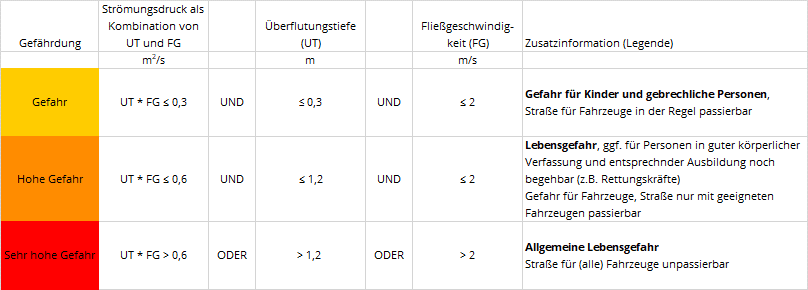 Gefährdung
Strömungsdruck als
Kombination von
UT und FG
Überflutungstiefe
(UT)
Fließgeschwindig-
keit (FG)
Zusatzinformation (Legende)
m²/s
m
m/s
Gefahr
UT * FG ≤ 0,3
UND
≤ 0,3
UND
≤ 2
Gefahr für Kinder und gebrechliche Personen,
Straße für Fahrzeuge in der Regel passierbar
Hohe Gefahr
UT * FG ≤ 0,6
UND
≤ 1,2
UND
≤ 2
Lebensgefahr, ggf. für Personen in guter körperlicher
Verfassung und entsprechnder Ausbildung noch
begehbar (z.B. Rettungskräfte)
Gefahr für Fahrzeuge, Straße nur mit geeigneten
Fahrzeugen passierbar
Sehr hohe Gefahr
UT * FG > 0,6
ODER
> 1,2
ODER
> 2
Allgemeine Lebensgefahr
Straße für (alle) Fahrzeuge unpassierbar